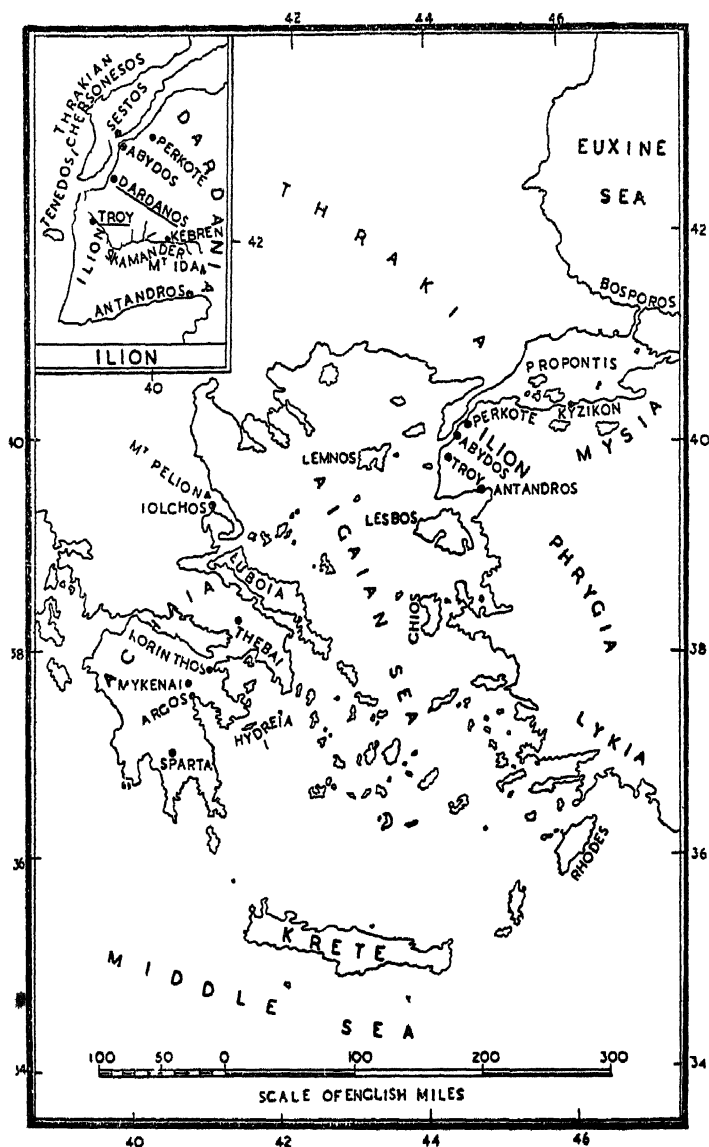 42
44
46
THRAKIAN
CHERSONESOS
TENEDOS
SESTOS
ABYDOS
PERKOTE
DARDANOS
DARDANIA
TROY
ILION
KEBREN
SKAMANDER
MT IDA
ANTANDROS
ILION
42
40
THRAKIA
EUXINE
SEA
42
BOSPOROS
PROPONTIS
KYZIKON
MYSIA
40
40
PERKOTE
ILION
ABYDOS
TROY
ANTANDROS
LEMNOS
MT PELION
IOLCHOS
AIGAIAN SEA
LESBOS
PHRYGIA
EUBOIA
CHIOS
ACHAIA
THEBAI
KORINTHOS
38
38
MYKENAI
ARGOS
HYDREIA
SPARTA
LYKIA
RHODES
36
36
KRETE
MIDDLE SEA
34
34
100 50 0 100 200 300
SCALE OF ENGLISH MILES
40
42
44
46